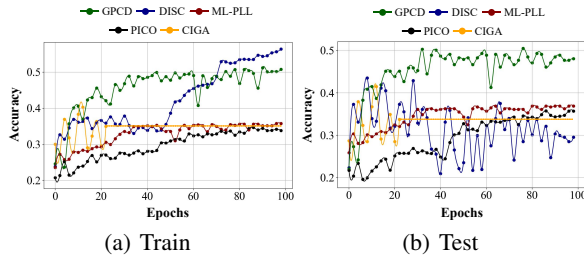 GPCD DISC ML-PLL
PICO CIGA
Accuracy
0.5
0.4
0.3
0.2
0 20 40 60 80 100
Epochs
(a) Train
GPCD DISC ML-PLL
PICO CIGA
Accuracy
0.5
0.4
0.3
0.2
0 20 40 60 80 100
Epochs
(b) Test